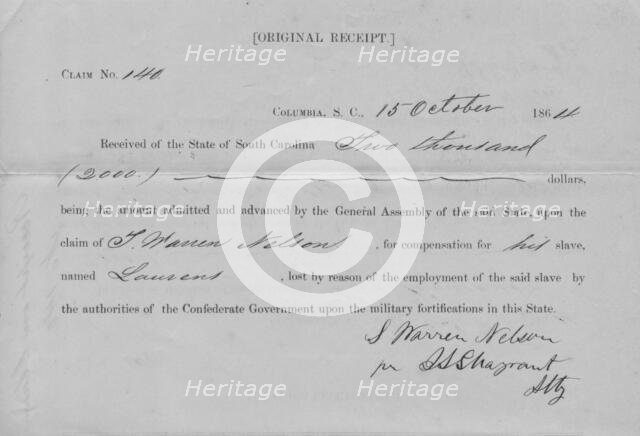 [ORIGINAL RECEIPT.]
CLAIM No. 140.
COLUMBIA, S. C., 15 October 1864
Received of the State of South Carolina Two thousand
(2000.) dollars,
being the amount admitted and advanced by the General Assembly of the said State, upon the
claim of S. Warren Nelson, for compensation for his slave,
named Laurens, lost by reason of the employment of the said slave by
the authorities of the Confederate Government upon the military fortifications in this State.
S Warren Nelson
pr
Atty
Heritage
Heritage
Heritage
Heritage
Heritage
Heritage
Heritage
Heritage
C